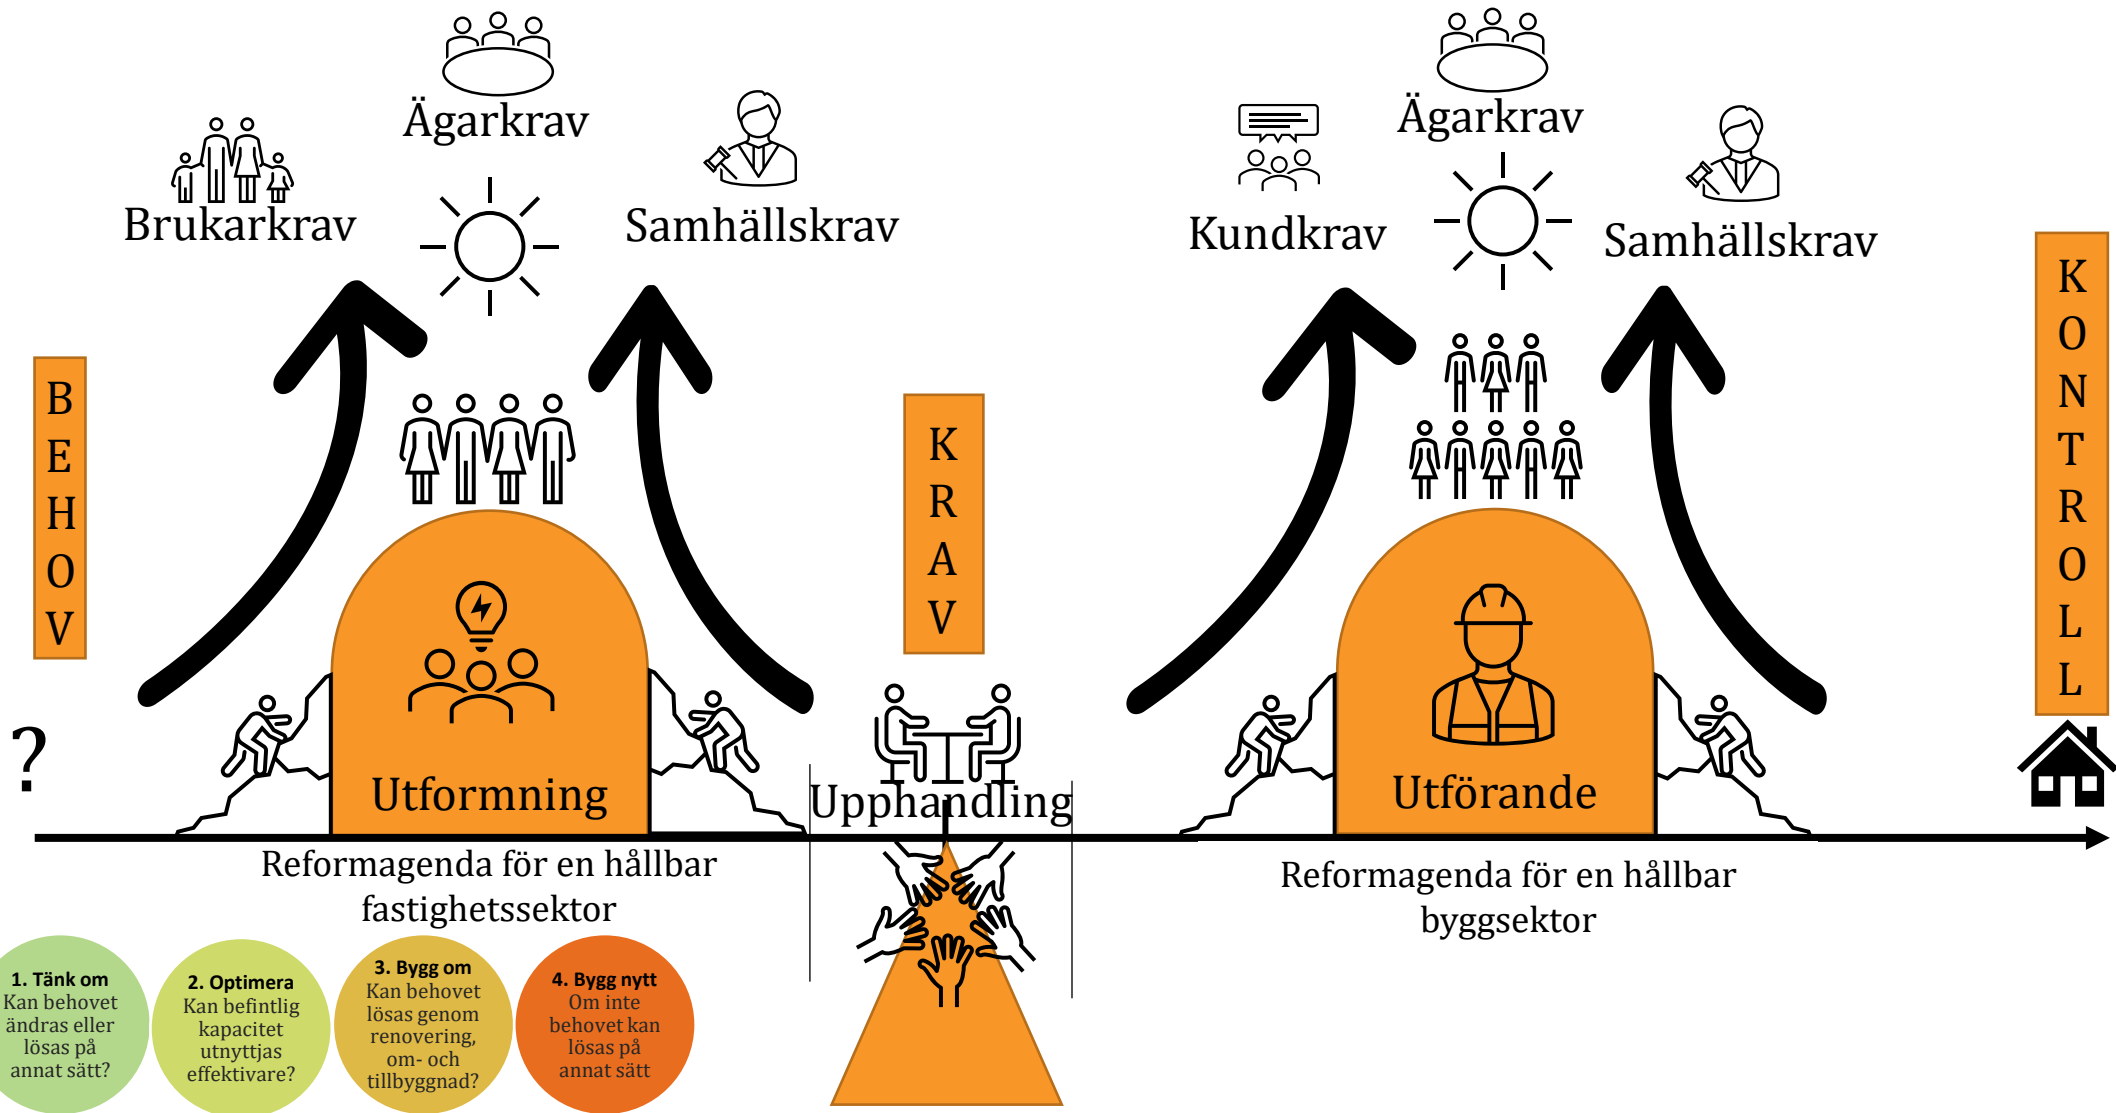 Ägarkrav
Brukarkrav
Samhällskrav
BEHOV
?
Utformning
Reformagenda för en hållbar
fastighetssektor
1. Tänk om
Kan behovet
ändras eller
lösas på
annat sätt?
2. Optimera
Kan befintlig
kapacitet
utnyttjas
effektivare?
3. Bygg om
Kan behovet
lösas genom
renovering,
om- och
tillbyggnad?
4. Bygg nytt
Om inte
behovet kan
lösas på
annat sätt
KRAV
Upphandling
Ägarkrav
Kundkrav
Samhällskrav
Utförande
Reformagenda för en hållbar
byggsektor
KONTROLL